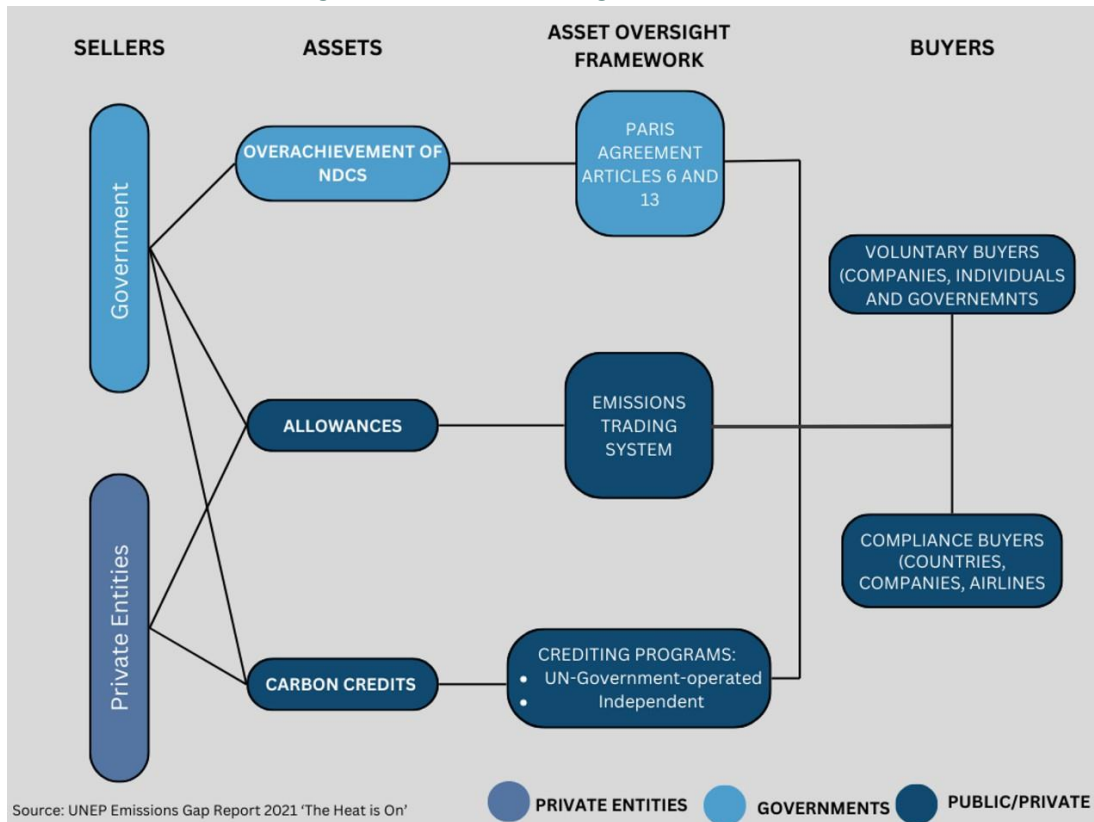 SELLERS
ASSETS
ASSET OVERSIGHT
FRAMEWORK
BUYERS
Government
OVERACHIEVEMENT OF
NDCS
PARIS
AGREEMENT
ARTICLES 6 AND
13
VOLUNTARY BUYERS
(COMPANIES, INDIVIDUALS
AND GOVERNEMNTS
ALLOWANCES
EMISSIONS
TRADING
SYSTEM
Private Entities
COMPLIANCE BUYERS
(COUNTRIES,
COMPANIES, AIRLINES
CARBON CREDITS
CREDITING PROGRAMS:
• UN-Government-operated
• Independent
Source: UNEP Emissions Gap Report 2021 ‘The Heat is On’
PRIVATE ENTITIES
GOVERNMENTS
PUBLIC/PRIVATE